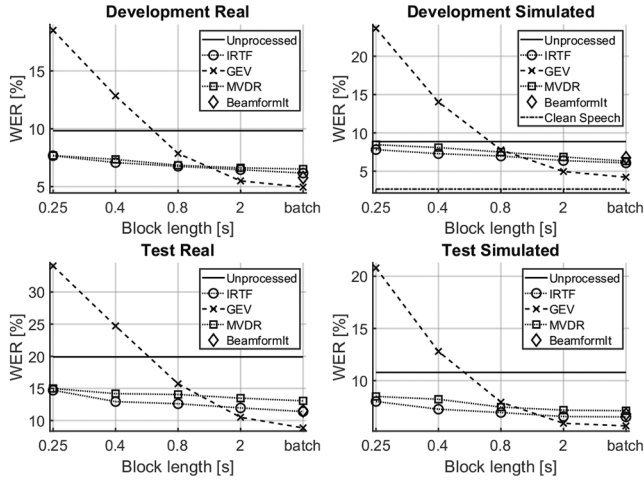 Development Real
WER [%]
15
10
5
Unprocessed
IRTF
GEV
MVDR
BeamformIt
0.25 0.4 0.8 2 batch
Block length [s]
Development Simulated
WER [%]
20
15
10
5
Unprocessed
IRTF
GEV
MVDR
BeamformIt
Clean Speech
0.25 0.4 0.8 2 batch
Block length [s]
Test Real
WER [%]
30
25
20
15
10
Unprocessed
IRTF
GEV
MVDR
BeamformIt
0.25 0.4 0.8 2 batch
Block length [s]
Test Simulated
WER [%]
20
15
10
Unprocessed
IRTF
GEV
MVDR
BeamformIt
0.25 0.4 0.8 2 batch
Block length [s]